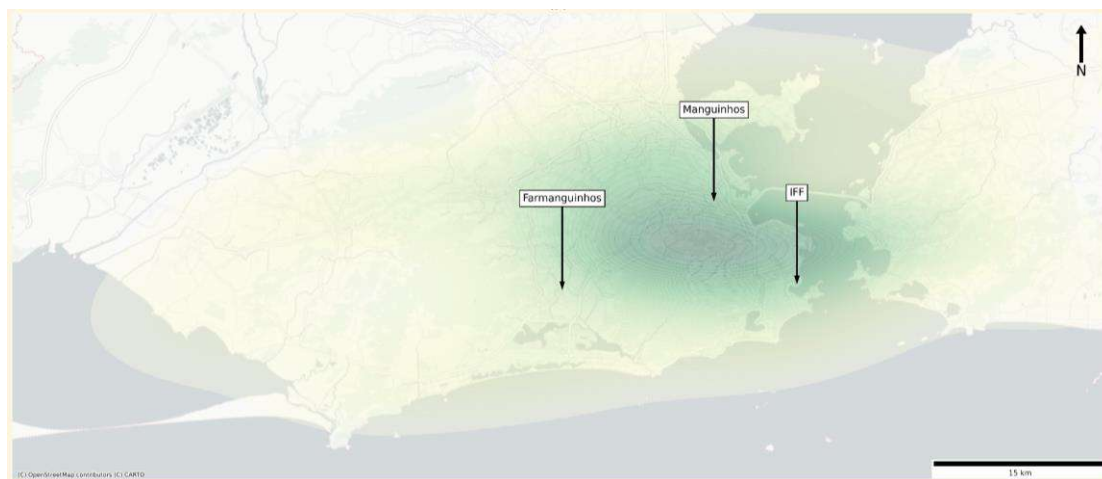 N
Manguinhos
IFF
Farmanguinhos
(C) OpenStreetMap contributors (C) CARTO
15 km